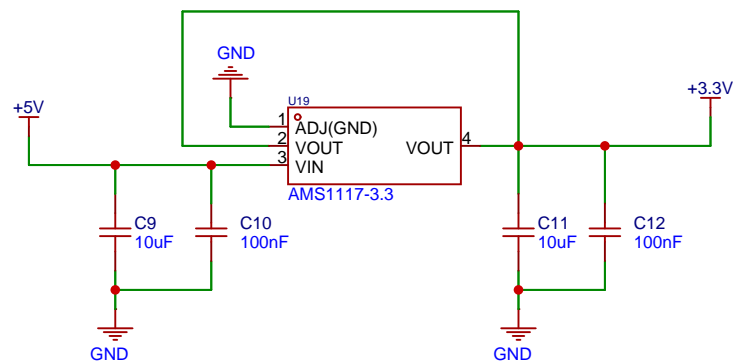 GND
+5V
U19
+3.3V
1
ADJ(GND)
2
VOUT
VOUT
4
3
VIN
AMS1117-3.3
C9
10uF
C10
100nF
C11
10uF
C12
100nF
GND
GND